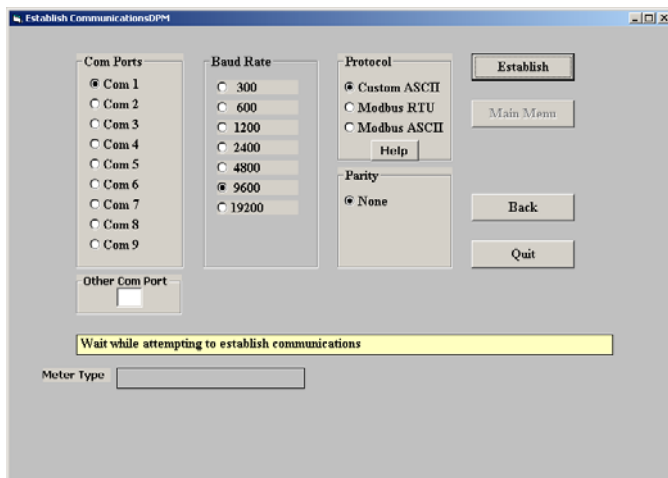 Establish CommunicationsDPM
Com Ports
Com 1
Com 2
Com 3
Com 4
Com 5
Com 6
Com 7
Com 8
Com 9
Other Com Port
Baud Rate
300
600
1200
2400
4800
9600
19200
Protocol
Custom ASCII
Modbus RTU
Modbus ASCII
Help
Parity
None
Establish
Main Menu
Back
Quit
Wait while attempting to establish communications
Meter Type